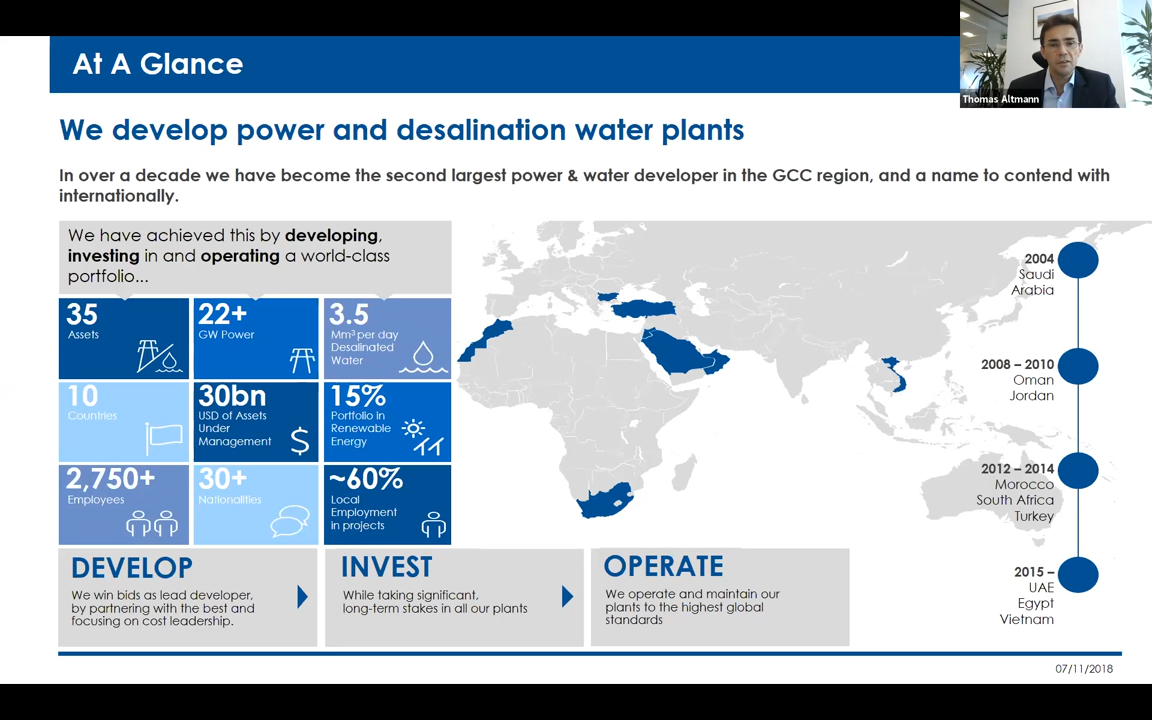 At A Glance
Thomas Altmann
We develop power and desalination water plants
In over a decade we have become the second largest power & water developer in the GCC region, and a name to contend with
internationally.
We have achieved this by developing,
investing in and operating a world-class
portfolio...
35
Assets
22+
GW Power
3.5
Mm³ per day
Desalinated
Water
10
Countries
30bn
USD of Assets
Under
Management
$
15%
Portfolio in
Renewable
Energy
2,750+
Employees
30+
Nationalities
~60%
Local
Employment
in projects
2004
Saudi
Arabia
2008 – 2010
Oman
Jordan
2012 – 2014
Morocco
South Africa
Turkey
2015 –
UAE
Egypt
Vietnam
DEVELOP
We win bids as lead developer,
by partnering with the best and
focusing on cost leadership.
INVEST
While taking significant,
long-term stakes in all our plants
OPERATE
We operate and maintain our
plants to the highest global
standards
07/11/2018